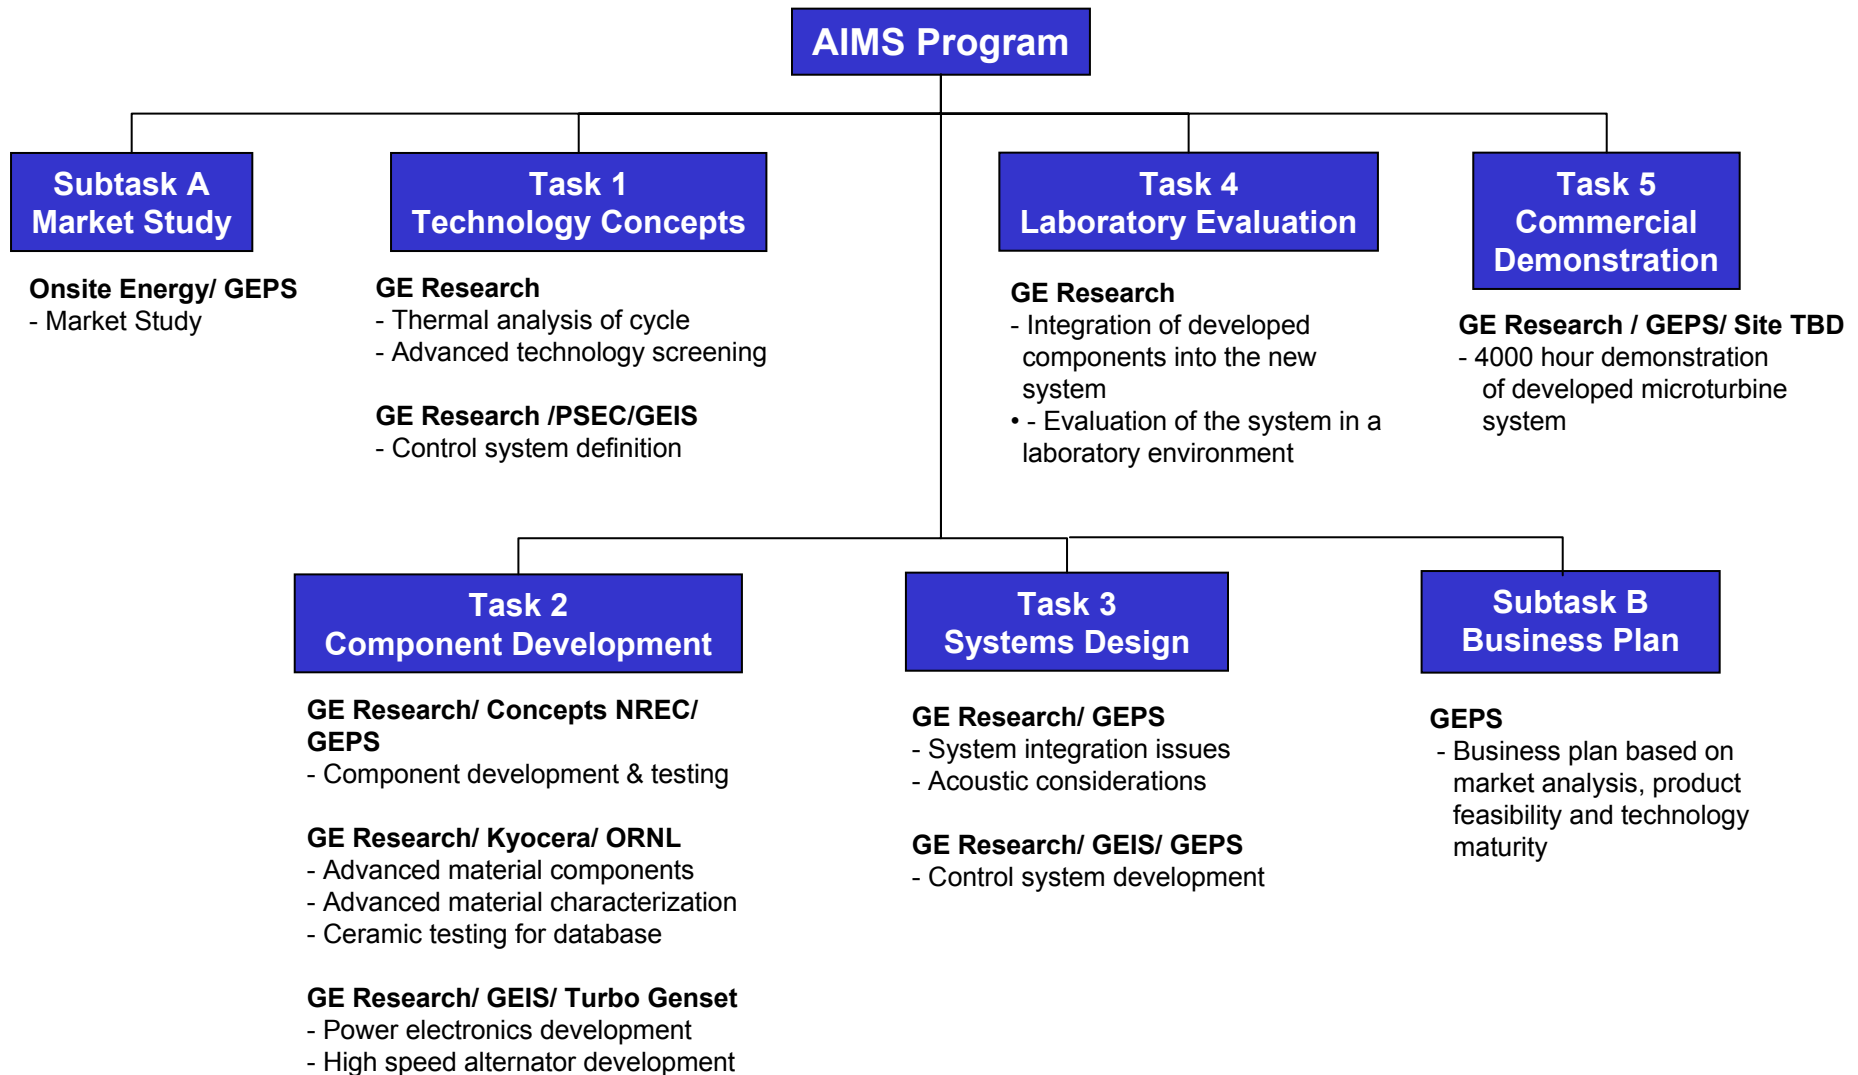 AIMS Program
Subtask A
Market Study
Onsite Energy/ GEPS
- Market Study
Task 1
Technology Concepts
GE Research
- Thermal analysis of cycle
- Advanced technology screening
GE Research /PSEC/GEIS
- Control system definition
Task 4
Laboratory Evaluation
GE Research
- Integration of developed
components into the new
system
• - Evaluation of the system in a
laboratory environment
Task 5
Commercial
Demonstration
GE Research / GEPS/ Site TBD
- 4000 hour demonstration
of developed microturbine
system
Task 2
Component Development
GE Research/ Concepts NREC/
GEPS
- Component development & testing
GE Research/ Kyocera/ ORNL
- Advanced material components
- Advanced material characterization
- Ceramic testing for database
GE Research/ GEIS/ Turbo Genset
- Power electronics development
- High speed alternator development
Task 3
Systems Design
GE Research/ GEPS
- System integration issues
- Acoustic considerations
GE Research/ GEIS/ GEPS
- Control system development
Subtask B
Business Plan
GEPS
- Business plan based on
market analysis, product
feasibility and technology
maturity